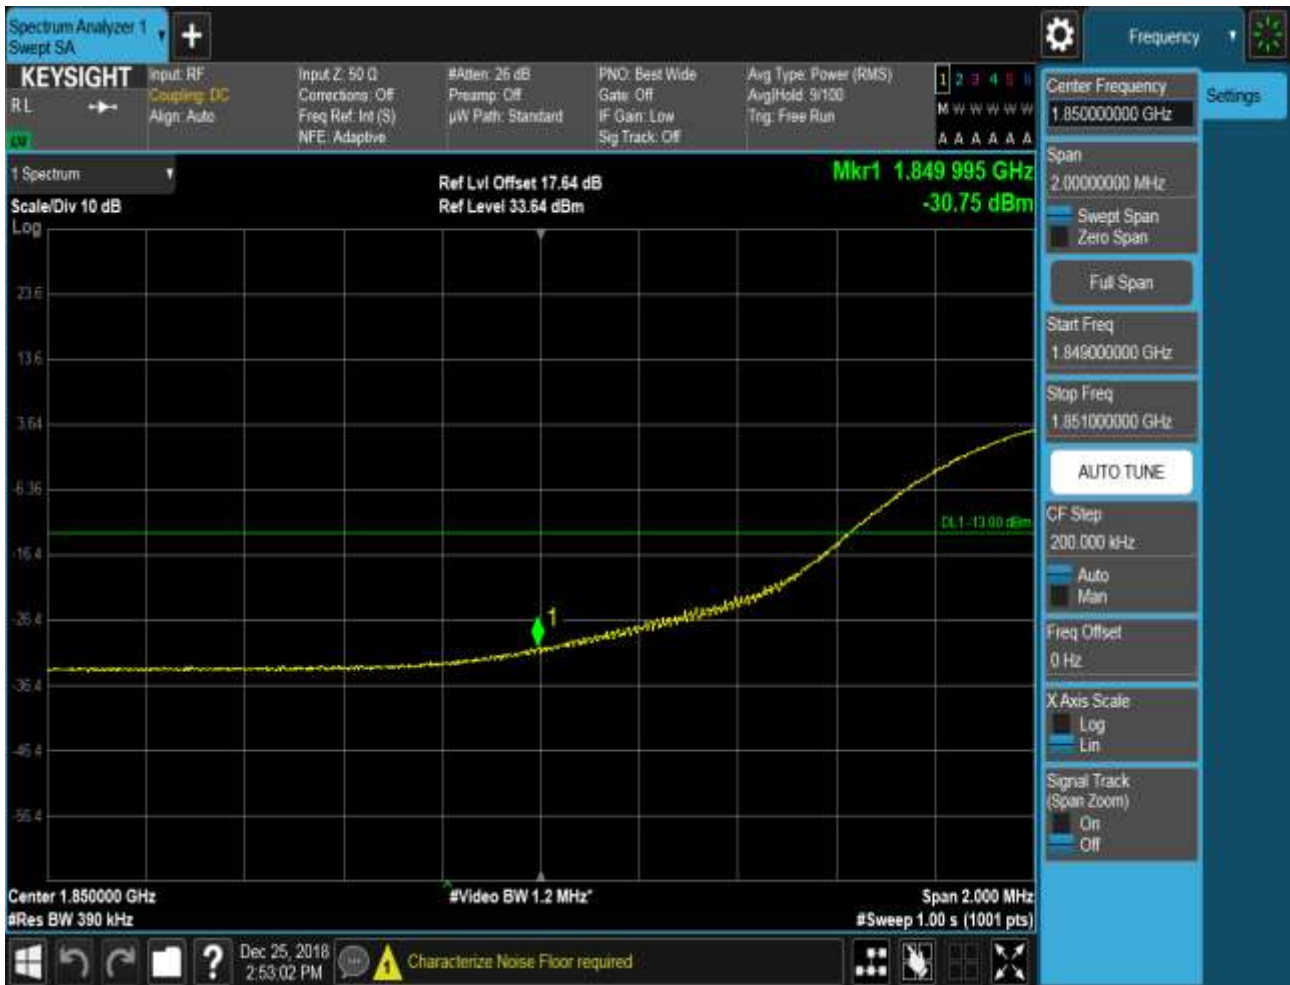 Spectrum Analyzer 1
Swept SA
Frequency
KEYSIGHT
R L
Input: RF
Coupling: DC
Align: Auto
Input Z: 50 Ω
Corrections: Off
Freq Ref: Int (S)
NFE: Adaptive
#Atten: 26 dB
Preamp: Off
µW Path: Standard
PNO: Best Wide
Gate: Off
IF Gain: Low
Sig Track: Off
Avg Type: Power (RMS)
Avg|Hold: 9/100
Trig: Free Run
1 2 3 4 5 6
M W W W W W
A A A A A A
Center Frequency
1.850000000 GHz
Settings
Span
2.00000000 MHz
Swept Span
Zero Span
Full Span
Start Freq
1.849000000 GHz
Stop Freq
1.851000000 GHz
AUTO TUNE
CF Step
200.000 kHz
Auto
Man
Freq Offset
0 Hz
X Axis Scale
Log
Lin
Signal Track
(Span Zoom)
On
Off
1 Spectrum
Scale/Div 10 dB
Log
Ref Lvl Offset 17.64 dB
Ref Level 33.64 dBm
Mkr1 1.849 995 GHz
-30.75 dBm
23.6
13.6
3.64
-6.36
DL1 -13.00 dBm
-16.4
-26.4
1
-36.4
-46.4
-56.4
Center 1.850000 GHz
#Video BW 1.2 MHz*
Span 2.000 MHz
#Res BW 390 kHz
#Sweep 1.00 s (1001 pts)
?
Dec 25, 2018
2:53:02 PM
1
Characterize Noise Floor required